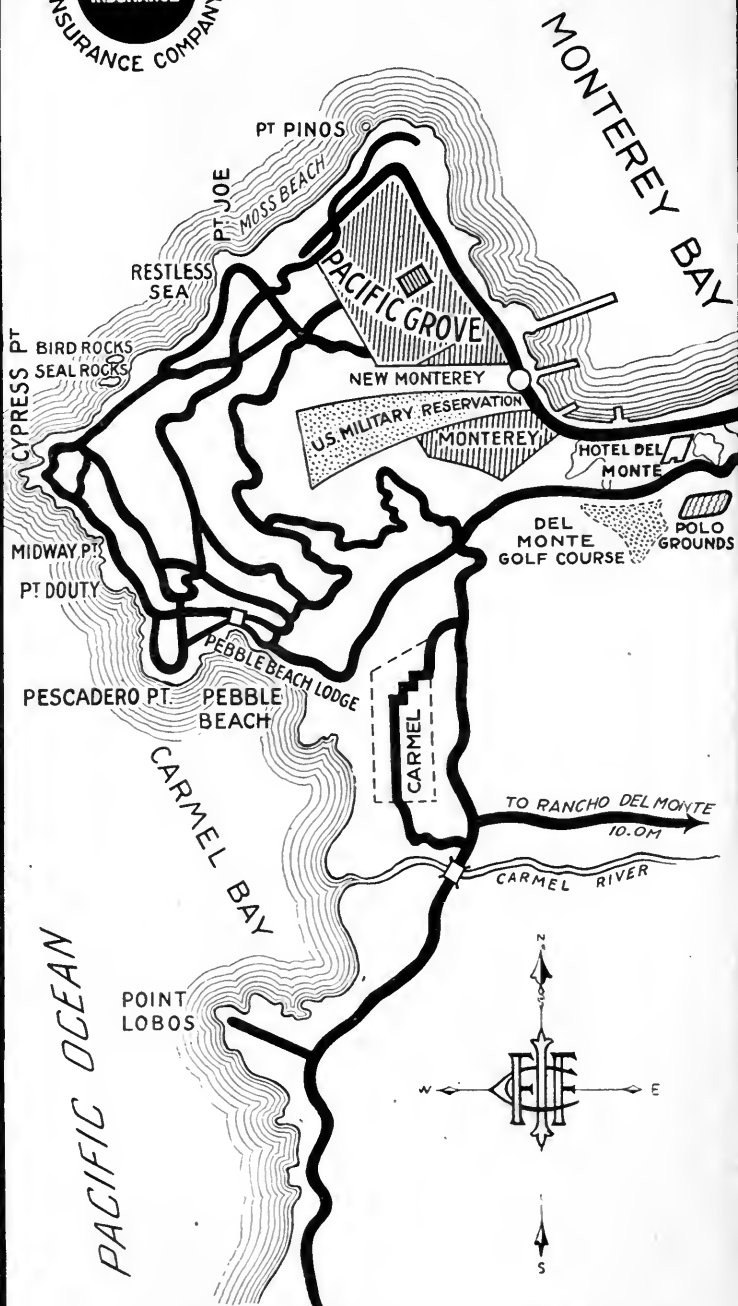 INSURANCE
INSURANCE COMPANY
MONTEREY BAY
PT PINOS
PT JOE
MOSS BEACH
RESTLESS
SEA
PACIFIC GROVE
BIRD ROCKS
SEAL ROCKS
CYPRESS PT
NEW MONTEREY
U.S. MILITARY RESERVATION
MONTEREY
HOTEL DEL
MONTE
DEL
MONTE
GOLF COURSE
POLO
GROUNDS
MIDWAY PT.
PT DOUTY
PEBBLE BEACH LODGE
PESCADERO PT.
PEBBLE
BEACH
CARMEL
CARMEL BAY
TO RANCHO DEL MONTE
10.0M
CARMEL RIVER
PACIFIC OCEAN
POINT
LOBOS
N
W
E
S